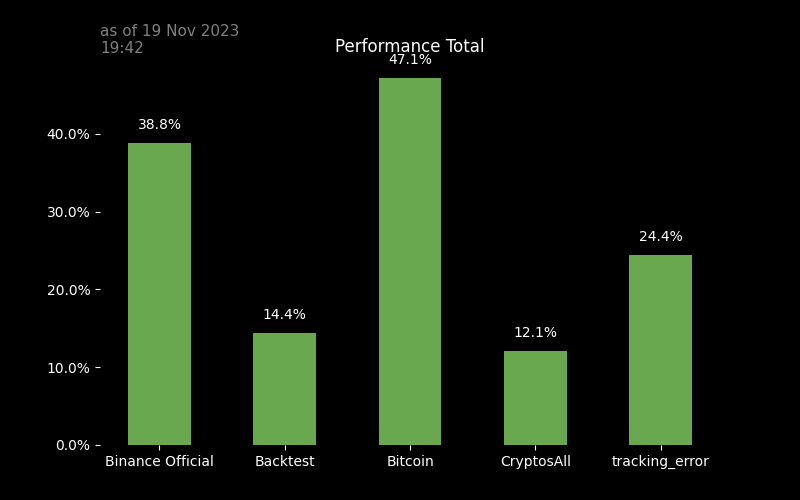 as of 19 Nov 2023
19:42
Performance Total
47.1%
38.8%
40.0%
30.0%
24.4%
20.0%
14.4%
12.1%
10.0%
0.0%
Binance Official
Backtest
Bitcoin
CryptosAll
tracking_error